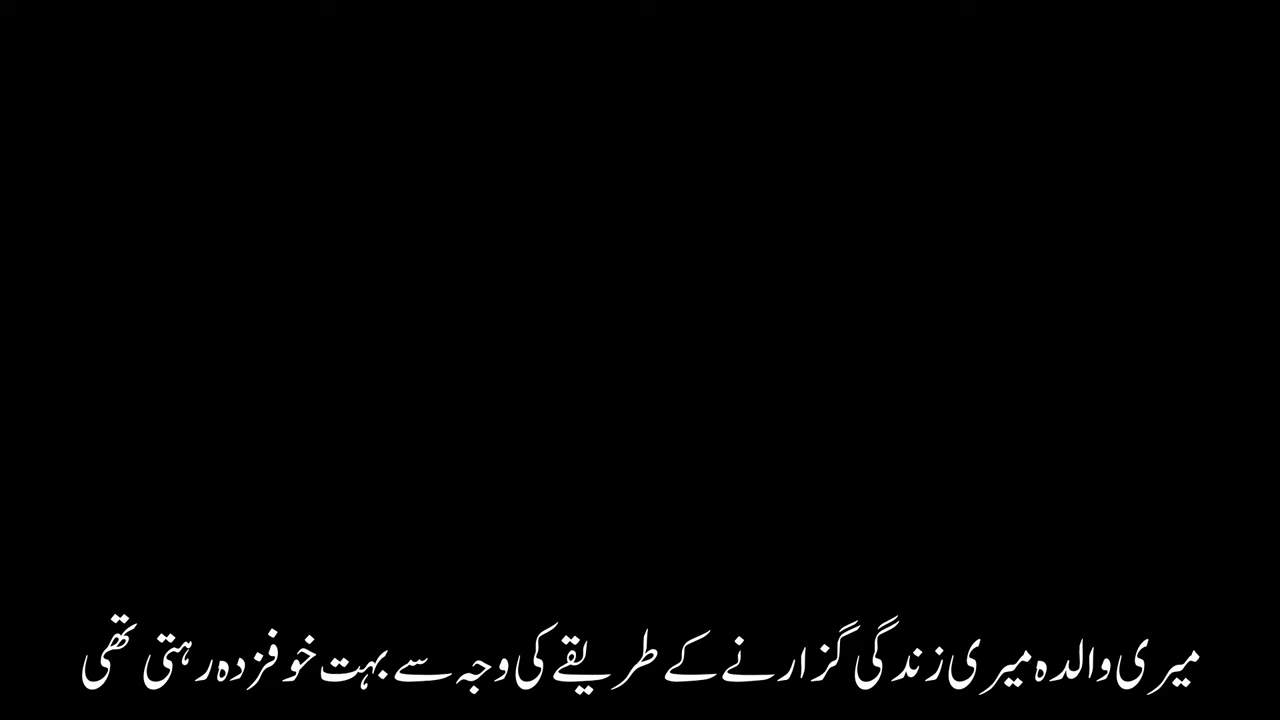 میری والدہ میری زندگی گزارنے کے طریقے کی وجہ سے بہت خوفزدہ رہتی تھی